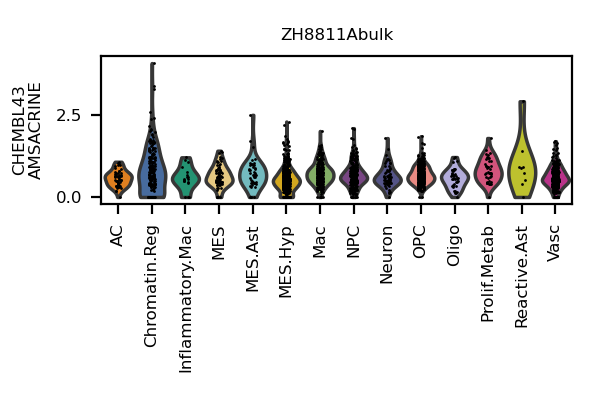 ZH8811Abulk
CHEMBL43
AMSACRINE
2.5
0.0
AC
Chromatin.Reg
Inflammatory.Mac
MES
MES.Ast
MES.Hyp
Mac
NPC
Neuron
OPC
Oligo
Prolif.Metab
Reactive.Ast
Vasc